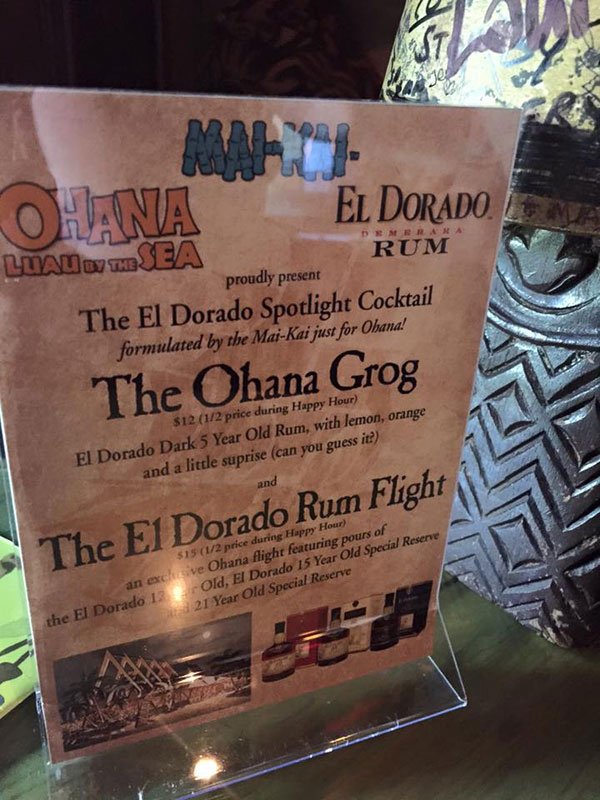 MAI-KAI
OHANA
LUAU BY THE SEA
EL DORADO
DEMERARA
RUM
proudly present
The El Dorado Spotlight Cocktail
formulated by the Mai-Kai just for Ohana!
The Ohana Grog
$12 (1/2 price during Happy Hour)
El Dorado Dark 5 Year Old Rum, with lemon, orange
and a little suprise (can you guess it?)
and
The El Dorado Rum Flight
$15 (1/2 price during Happy Hour)
an exclusive Ohana flight featuring pours of
the El Dorado 12 Year Old, El Dorado 15 Year Old Special Reserve
and 21 Year Old Special Reserve